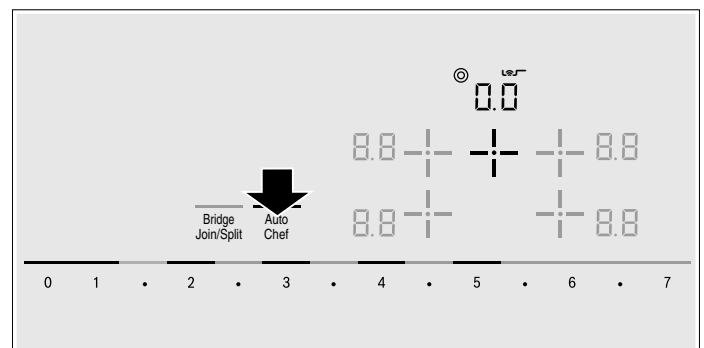 0.0
8.8 8.8
Bridge Auto
Join/Split Chef
8.8 8.8
0 1 • 2 • 3 • 4 • 5 • 6 • 7